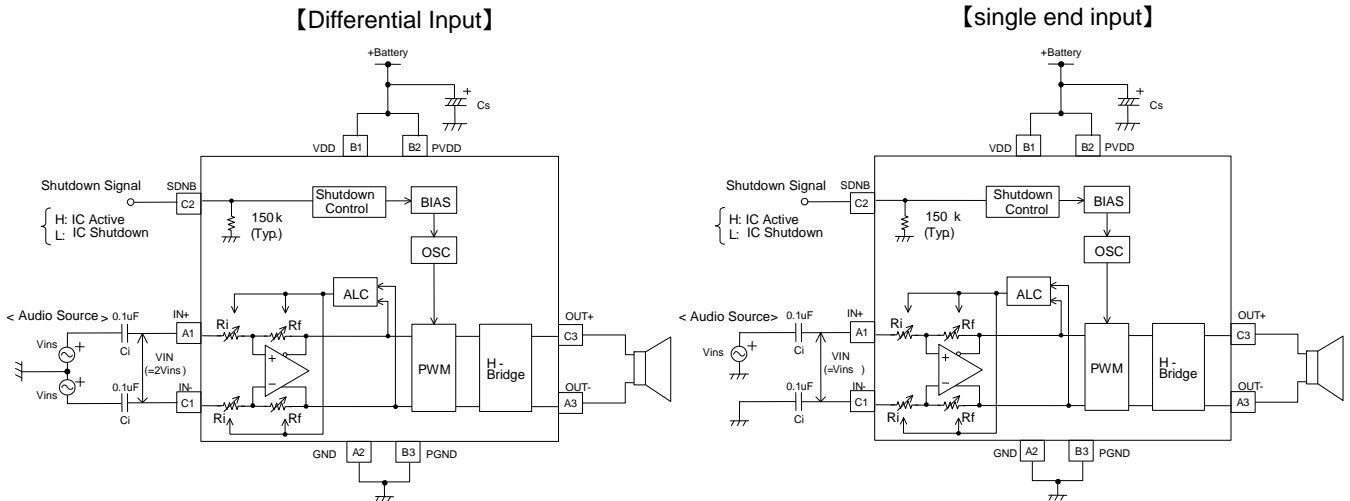 【Differential Input】
+Battery
+
Cs
VDD
B1
B2
PVDD
Shutdown Signal
SDNB
C2
H: IC Active
L: IC Shutdown
150k
(Typ.)
Shutdown
Control
BIAS
OSC
ALC
< Audio Source >
0.1uF
Ci
IN+
A1
Ri
Rf
Vins
+
VIN
(=2Vins)
Vins
+
0.1uF
Ci
IN-
C1
Ri
Rf
+
−
PWM
H -
Bridge
OUT+
C3
OUT-
A3
GND
A2
B3
PGND
【single end input】
+Battery
+
Cs
VDD
B1
B2
PVDD
Shutdown Signal
SDNB
C2
H: IC Active
L: IC Shutdown
150 k
(Typ.)
Shutdown
Control
BIAS
OSC
ALC
< Audio Source>
0.1uF
Ci
IN+
A1
Ri
Rf
Vins
+
VIN
(=Vins )
0.1uF
Ci
IN-
C1
Ri
Rf
+
−
PWM
H -
Bridge
OUT+
C3
OUT-
A3
GND
A2
B3
PGND